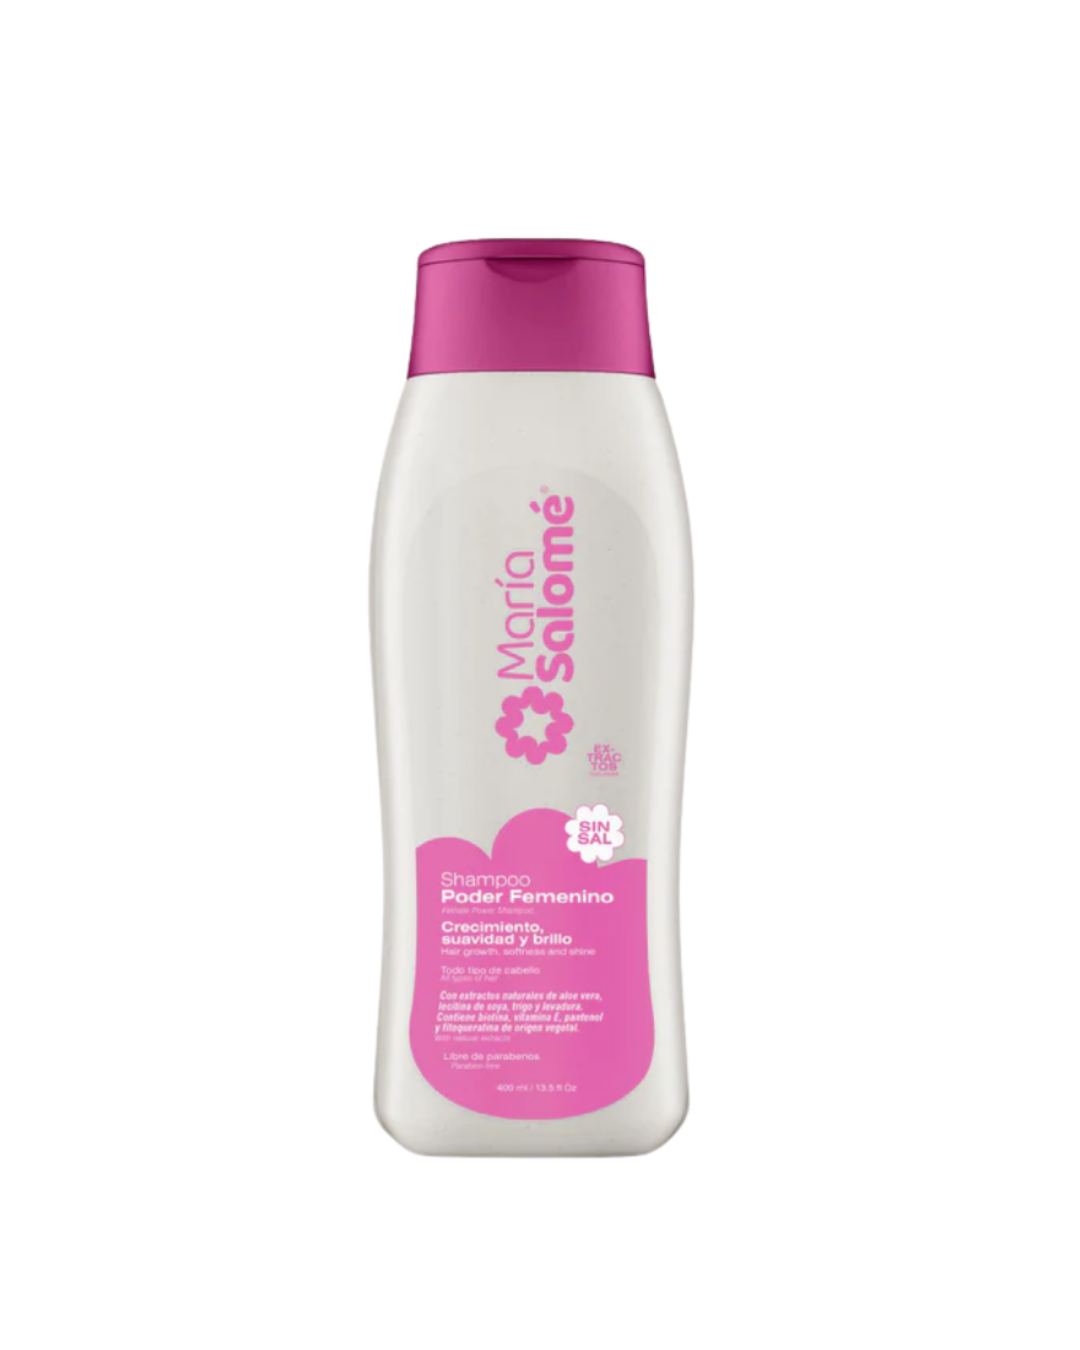 María
Salomé®
EX-
TRAC
TOS
SIN
SAL
Shampoo
Poder Femenino
Female Power Shampoo
Crecimiento,
suavidad y brillo
Hair growth, softness and shine
Todo tipo de cabello
All types of hair
Con extractos naturales de aloe vera,
lecitina de soya, trigo y levadura.
Contiene biotina, vitamina E, pantenol
y fitoqueratina de origen vegetal.
With natural extracts
Libre de parabenos
Paraben-free
400 ml / 13.5 fl Oz